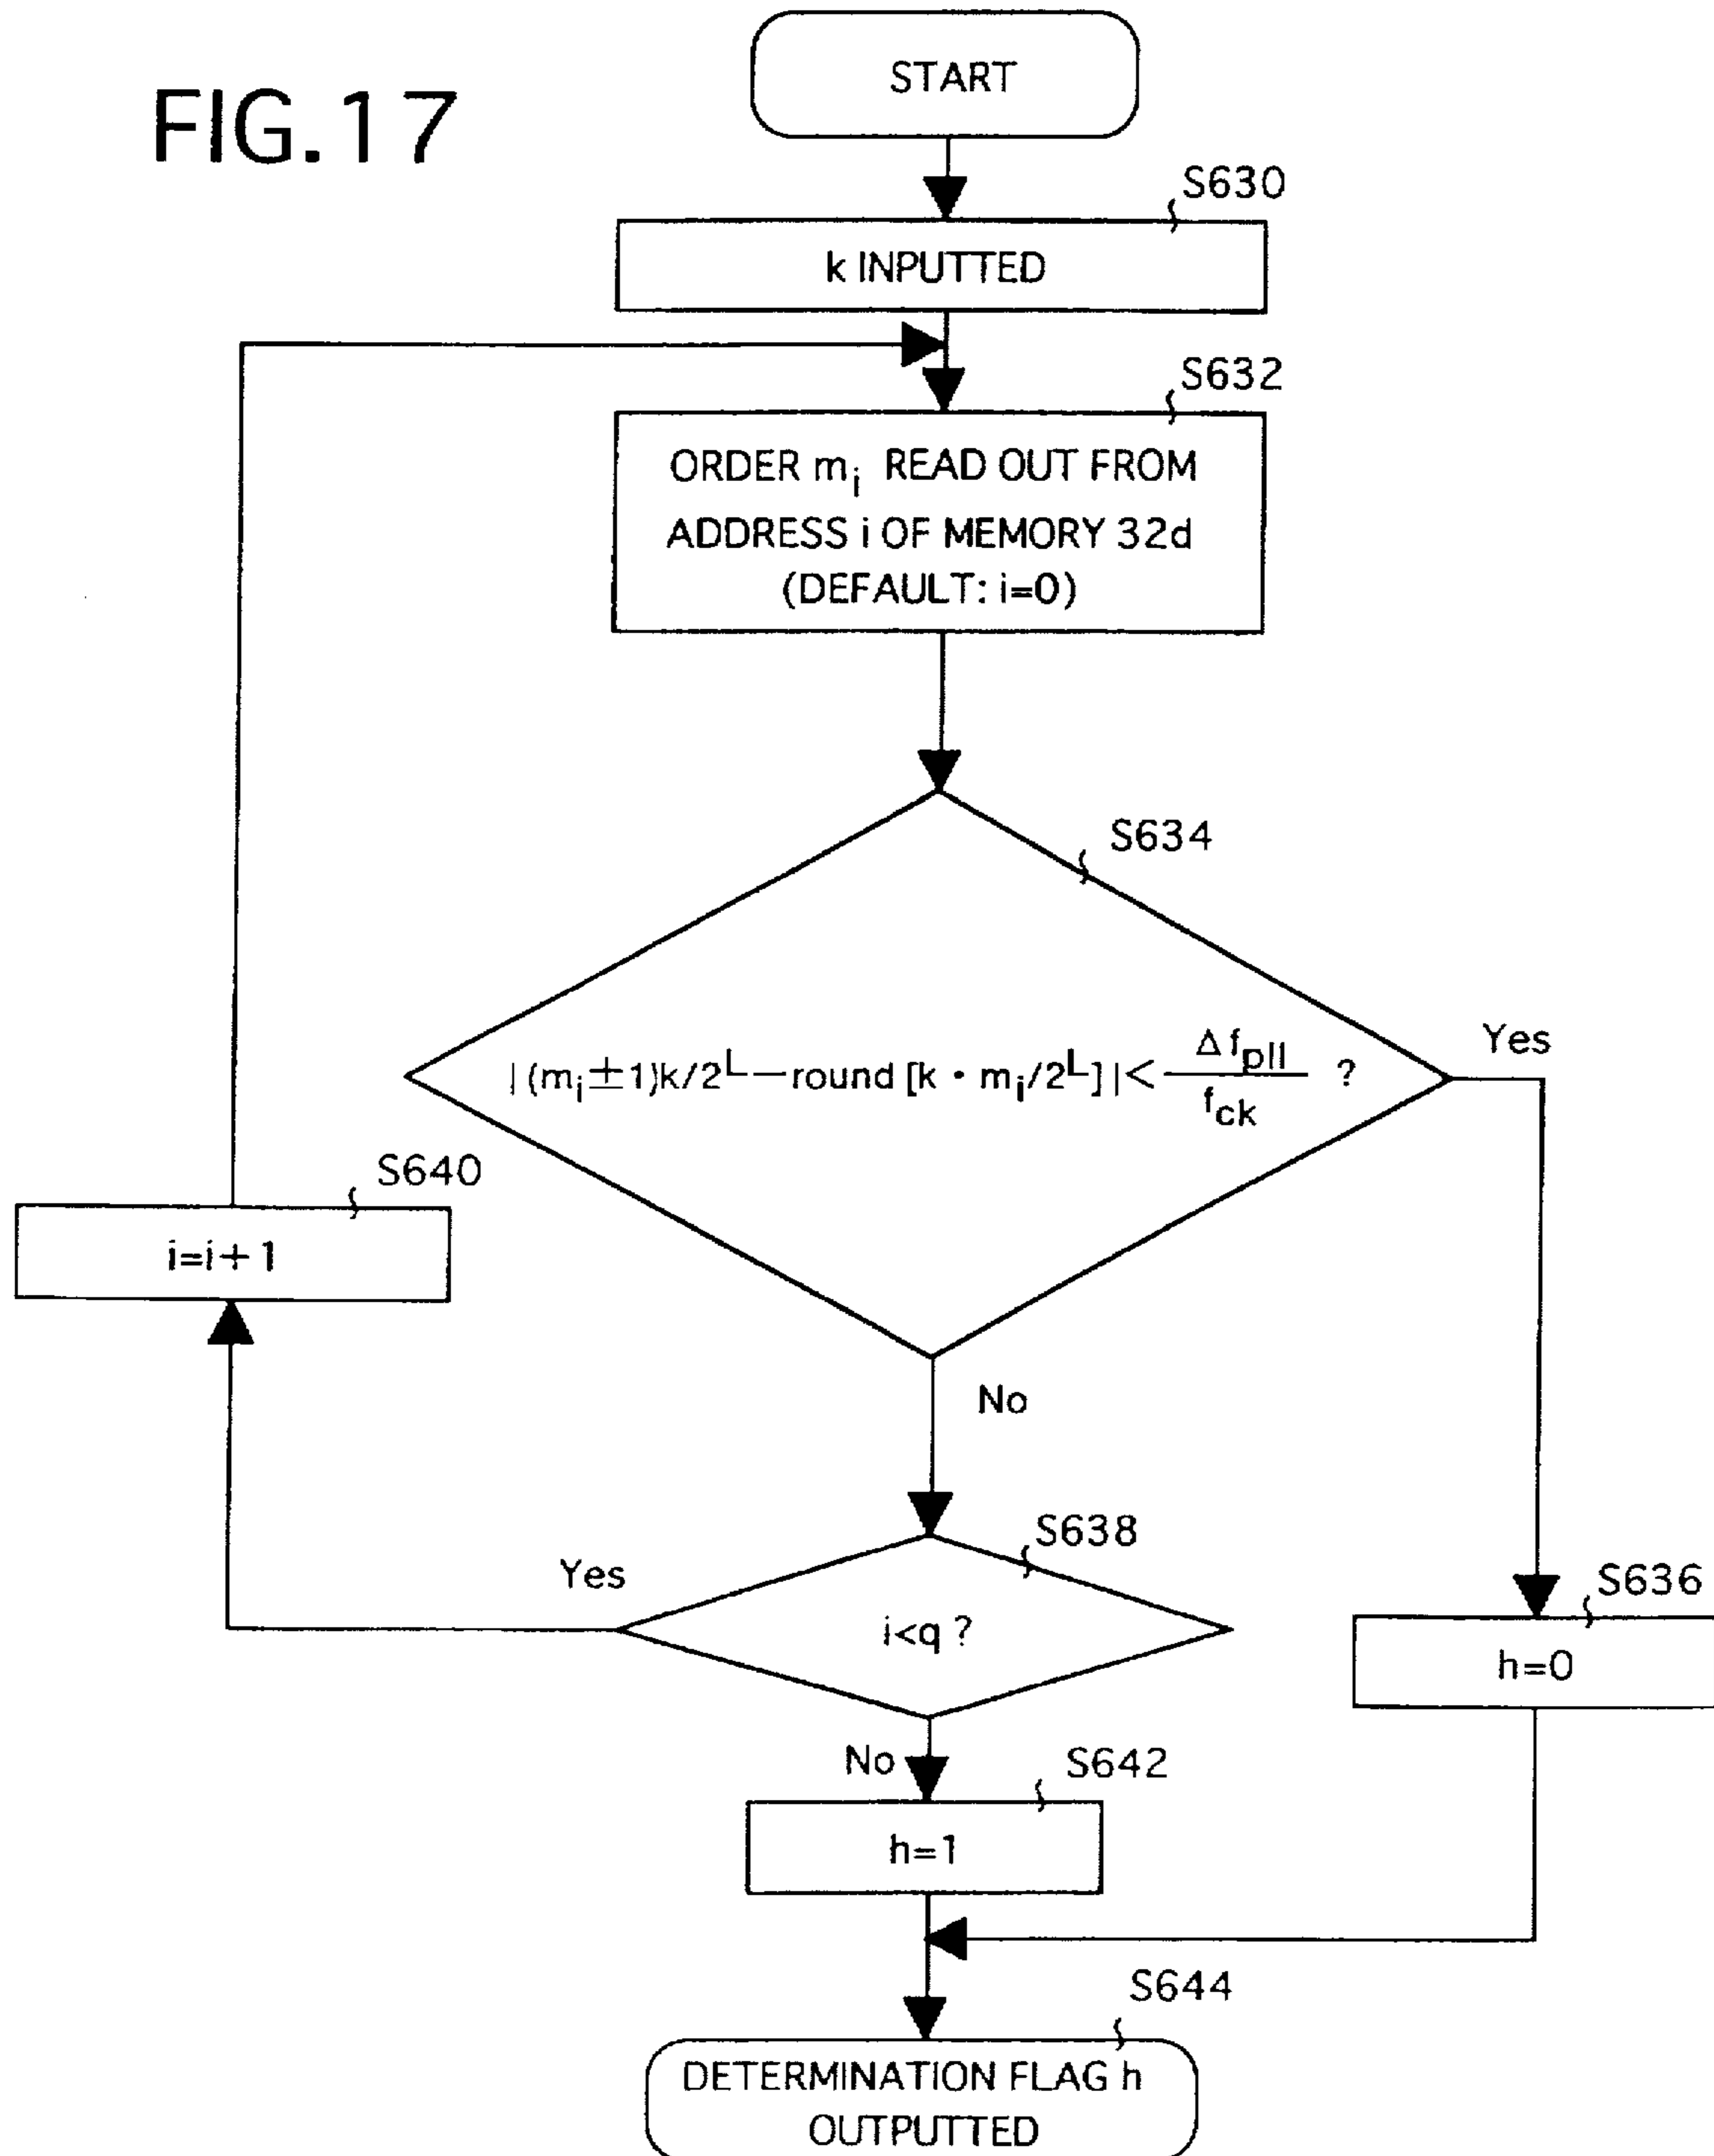 FIG.17
START
S630
k INPUTTED
S632
ORDER mᵢ READ OUT FROM
ADDRESS i OF MEMORY 32d
(DEFAULT: i=0)
S634
|(mᵢ±1)k/2ᴸ—round [k・mᵢ/2ᴸ]|< Δf_pll / f_ck ?
Yes
S640
i=i+1
No
S638
Yes
i<q ?
S636
h=0
No
S642
h=1
S644
DETERMINATION FLAG h
OUTPUTTED